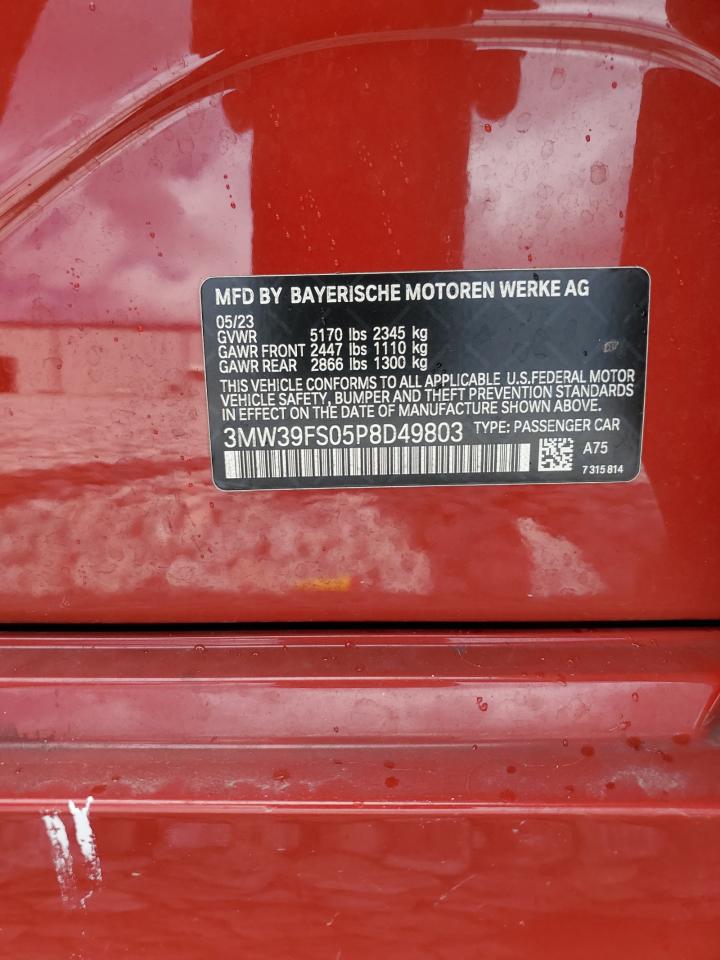 MFD BY BAYERISCHE MOTOREN WERKE AG
05/23
GVWR 5170 lbs 2345 kg
GAWR FRONT 2447 lbs 1110 kg
GAWR REAR 2866 lbs 1300 kg
THIS VEHICLE CONFORMS TO ALL APPLICABLE U.S.FEDERAL MOTOR
VEHICLE SAFETY, BUMPER AND THEFT PREVENTION STANDARDS
IN EFFECT ON THE DATE OF MANUFACTURE SHOWN ABOVE.
3MW39FS05P8D49803 TYPE: PASSENGER CAR
A75
7 315 814